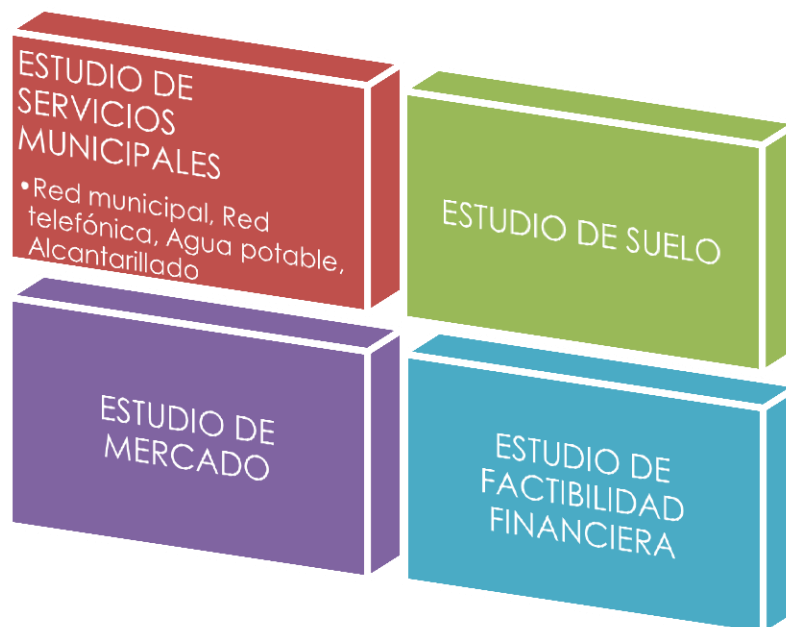 ESTUDIO DE
SERVICIOS
MUNICIPALES
•Red municipal, Red
telefónica, Agua potable,
Alcantarillado
ESTUDIO DE SUELO
ESTUDIO DE
MERCADO
ESTUDIO DE
FACTIBILIDAD
FINANCIERA